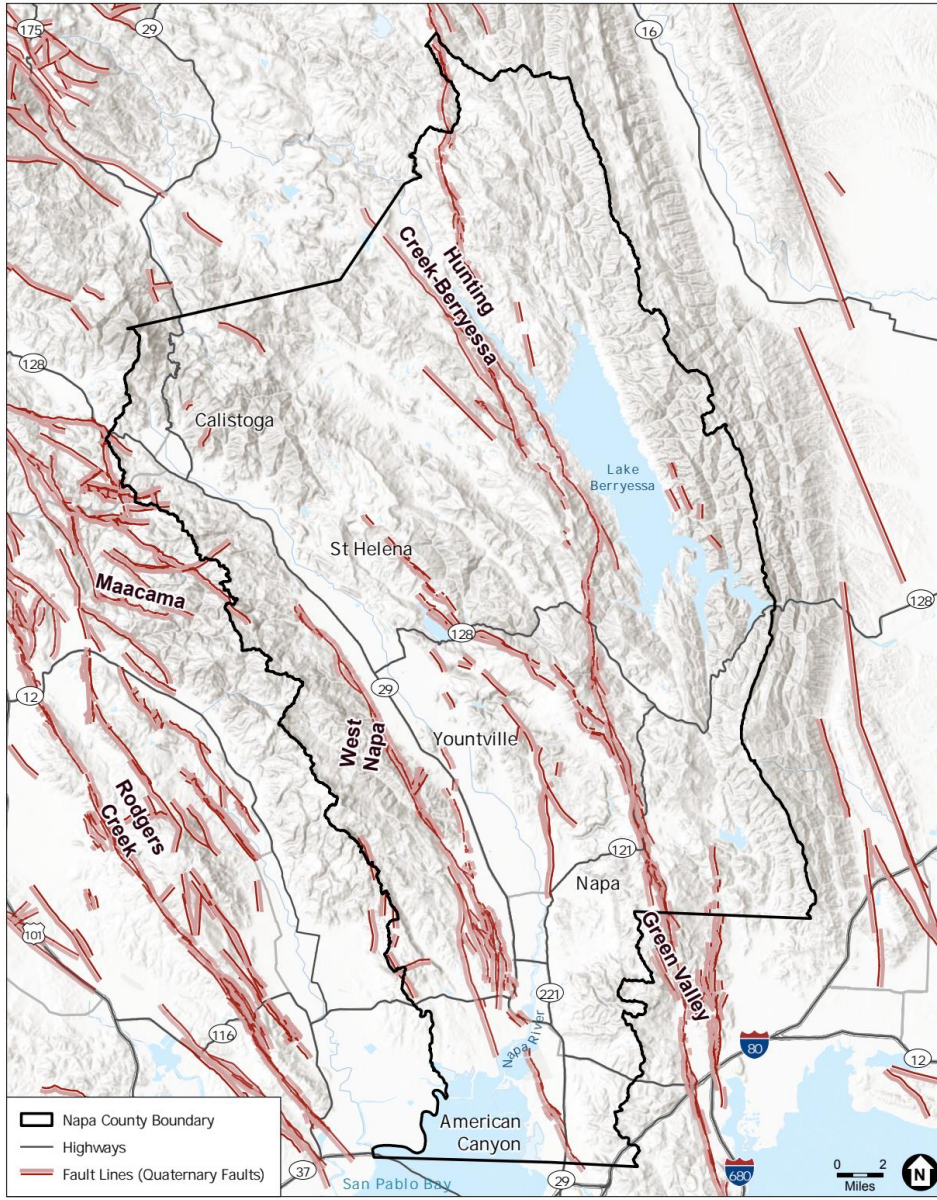 175
29
16
Hunting
Creek-Berryessa
128
Calistoga
Lake
Berryessa
St Helena
Maacama
128
128
12
29
West
Napa
Yountville
Rodgers
Creek
121
Napa
Green Valley
101
221
116
Napa River
80
12
American
Canyon
37
San Pablo Bay
29
680
Napa County Boundary
Highways
Fault Lines (Quaternary Faults)
0 2
Miles
N